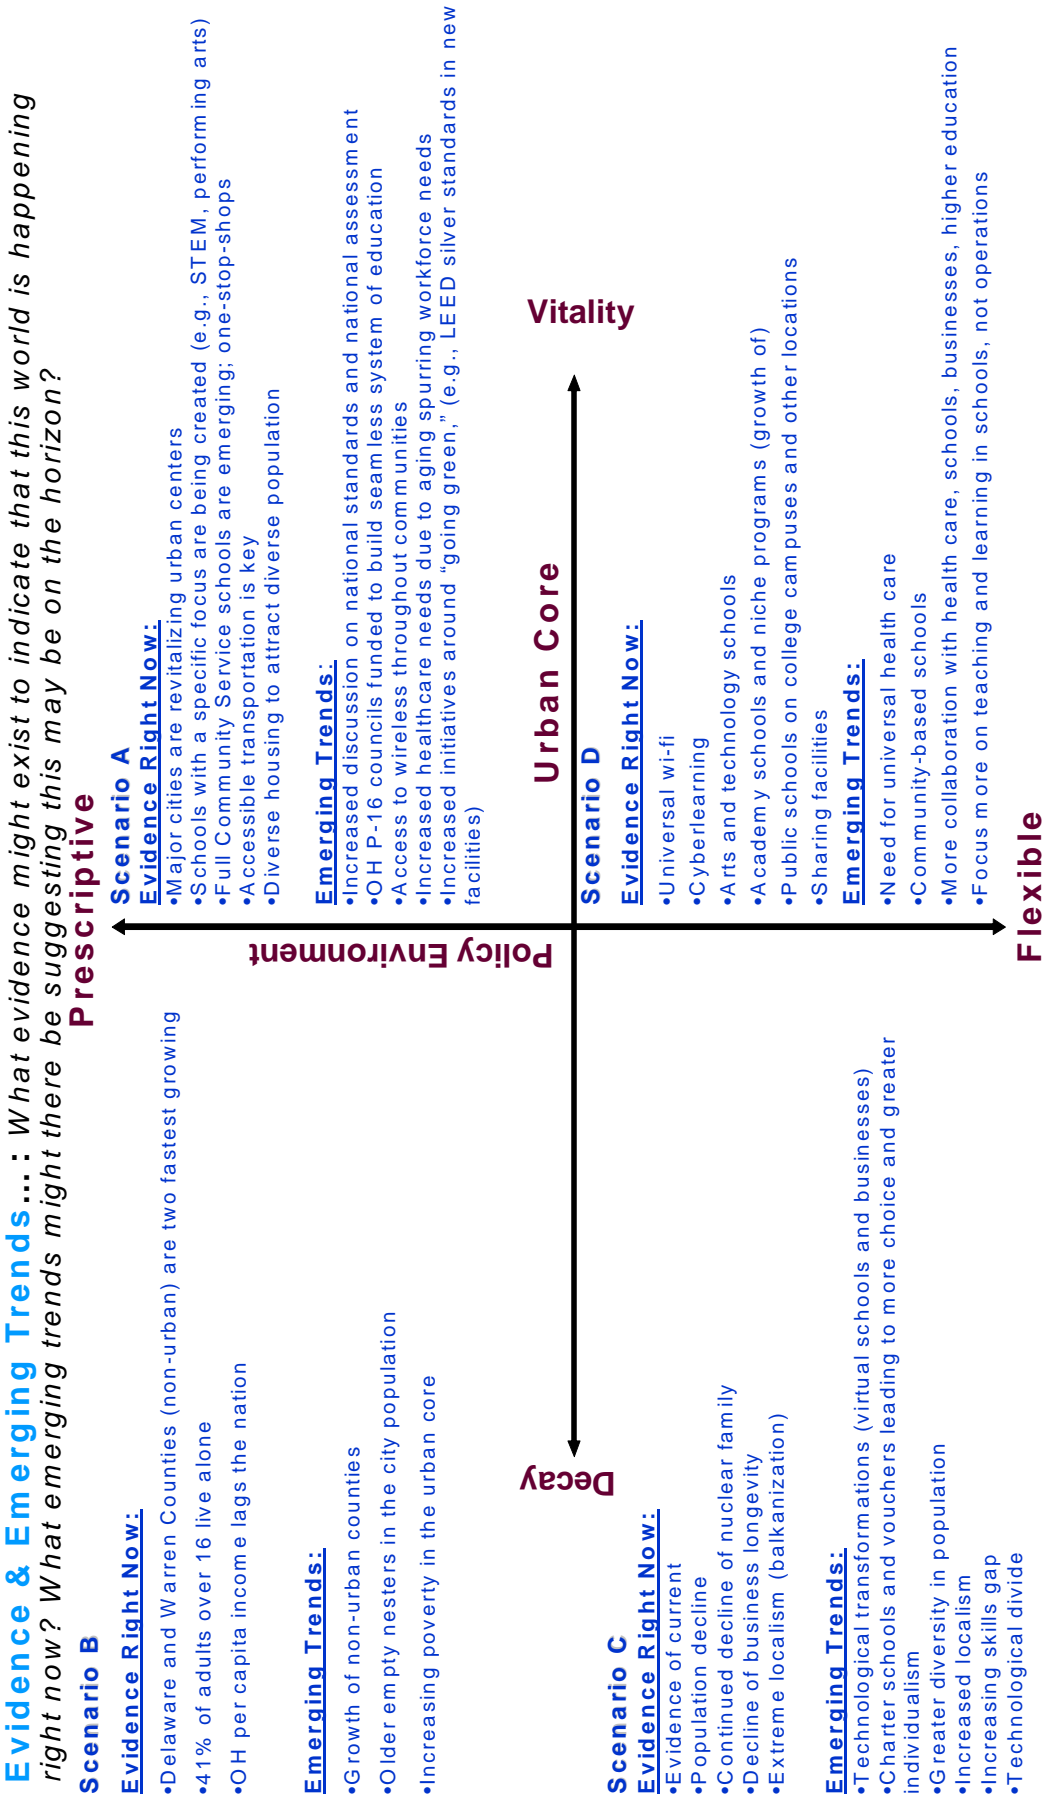 Evidence & Emerging Trends…: What evidence might exist to indicate that this world is happening
right now? What emerging trends might there be suggesting this may be on the horizon?
Prescriptive
Scenario B
Evidence Right Now:
•Delaware and Warren Counties (non-urban) are two fastest growing
•41% of adults over 16 live alone
•OH per capita income lags the nation
Emerging Trends:
•Growth of non-urban counties
•Older empty nesters in the city population
•Increasing poverty in the urban core
Scenario A
Evidence Right Now:
•Major cities are revitalizing urban centers
•Schools with a specific focus are being created (e.g., STEM, performing arts)
•Full Community Service schools are emerging; one-stop-shops
•Accessible transportation is key
•Diverse housing to attract diverse population
Emerging Trends:
•Increased discussion on national standards and national assessment
•OH P-16 councils funded to build seamless system of education
•Access to wireless throughout communities
•Increased healthcare needs due to aging spurring workforce needs
•Increased initiatives around “going green,” (e.g., LEED silver standards in new
facilities)
Policy Environment
Decay
Urban Core
Vitality
Scenario C
Evidence Right Now:
•Evidence of current
•Population decline
•Continued decline of nuclear family
•Decline of business longevity
•Extreme localism (balkanization)
Emerging Trends:
•Technological transformations (virtual schools and businesses)
•Charter schools and vouchers leading to more choice and greater
individualism
•Greater diversity in population
•Increased localism
•Increasing skills gap
•Technological divide
Scenario D
Evidence Right Now:
•Universal wi-fi
•Cyberlearning
•Arts and technology schools
•Academy schools and niche programs (growth of)
•Public schools on college campuses and other locations
•Sharing facilities
Emerging Trends:
•Need for universal health care
•Community-based schools
•More collaboration with health care, schools, businesses, higher education
•Focus more on teaching and learning in schools, not operations
Flexible